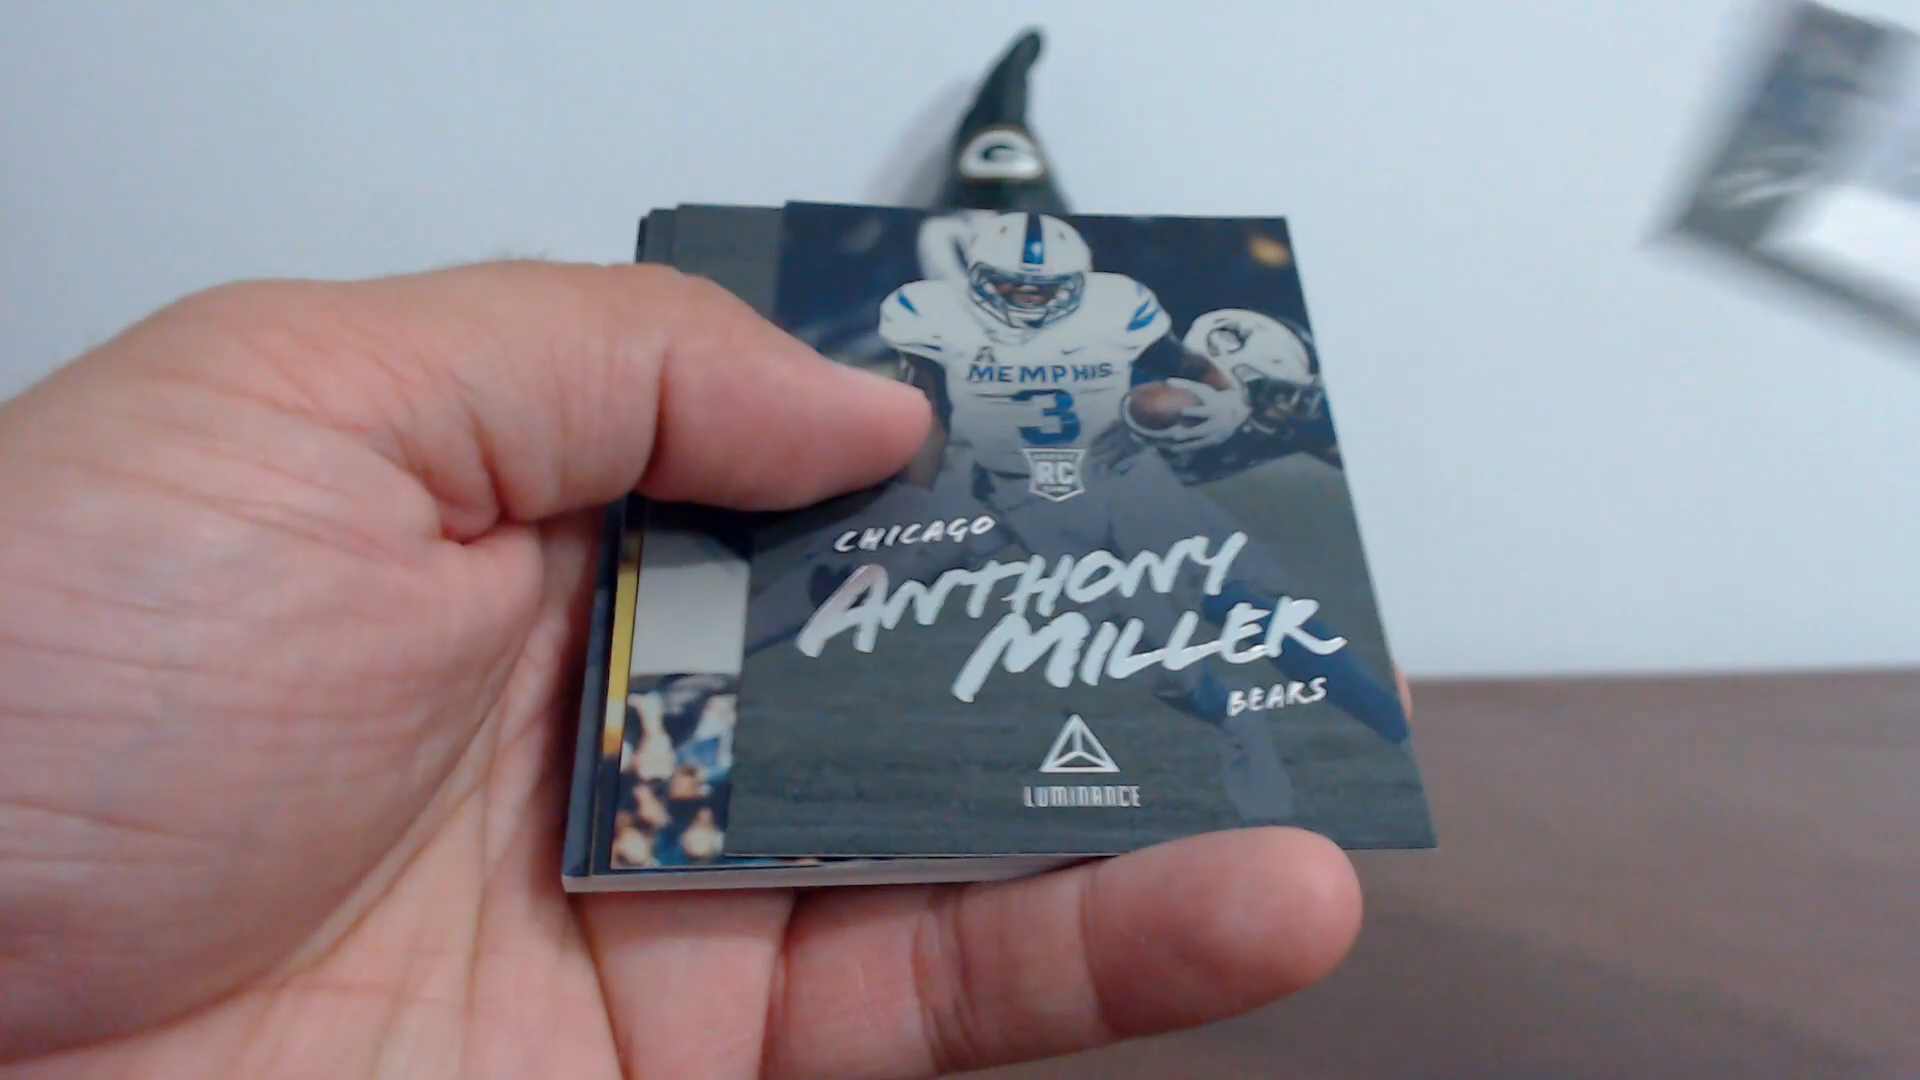 G
MEMPHIS
3
RC
CHICAGO
ANTHONY
MILLER
BEARS
LUMINANCE